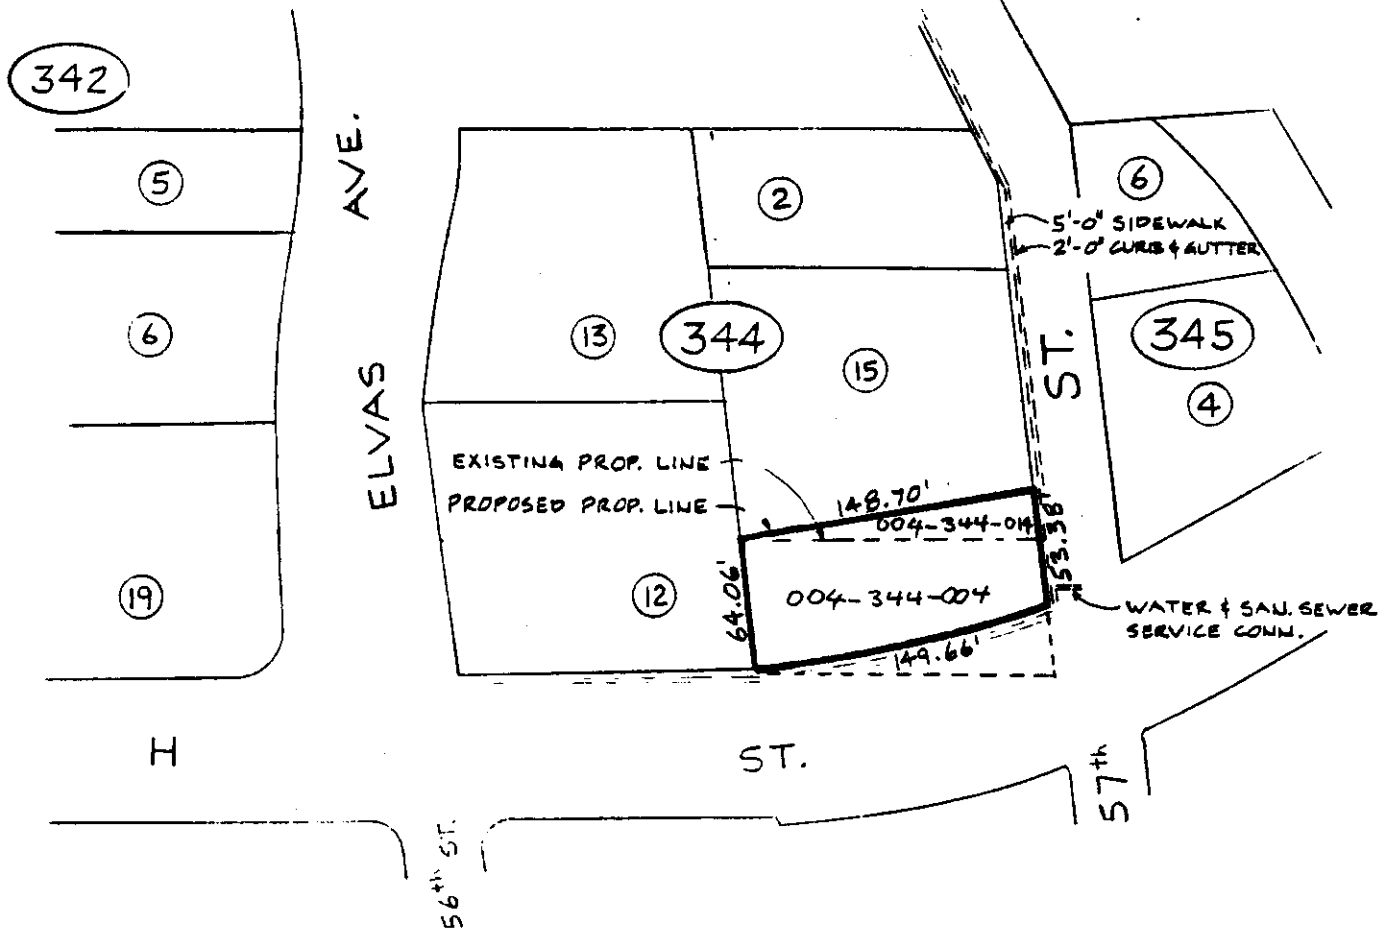 342
5
AVE.
2
6
5'-0" SIDEWALK
2'-0" CURB & GUTTER
6
13
344
15
ST.
345
4
ELVAS
EXISTING PROP. LINE
PROPOSED PROP. LINE
148.70'
004-344-014
153.38'
19
12
64.06'
004-344-004
WATER & SAN. SEWER
SERVICE CONN.
149.66'
H
ST.
57th
56th ST.